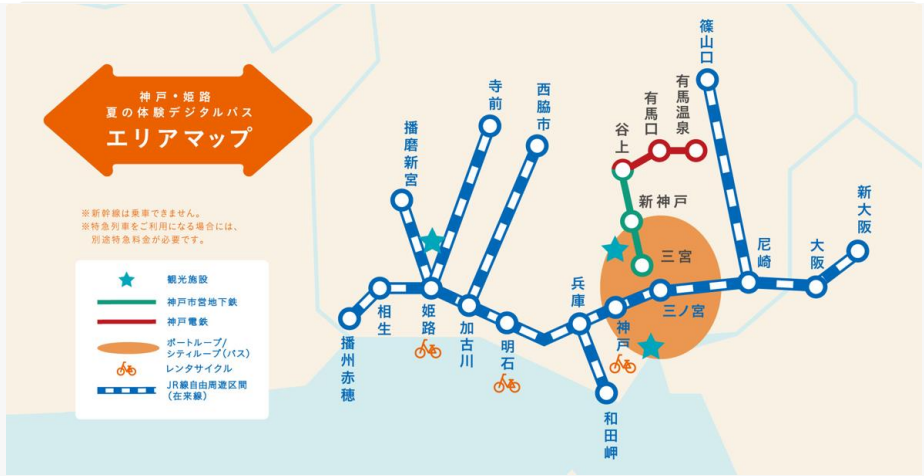 神戸・姫路
夏の体験デジタルパス
エリアマップ
※新幹線は乗車できません。
※特急列車をご利用になる場合には、
別途特急料金が必要です。
観光施設
神戸市営地下鉄
神戸電鉄
ポートループ/
シティループ(バス)
レンタサイクル
JR線自由周遊区間
(在来線)
播州赤穂
相生
播磨新宮
姫路
寺前
加古川
西脇市
明石
兵庫
和田岬
神戸
三ノ宮
三宮
新神戸
谷上
有馬口
有馬温泉
篠山口
尼崎
大阪
新大阪